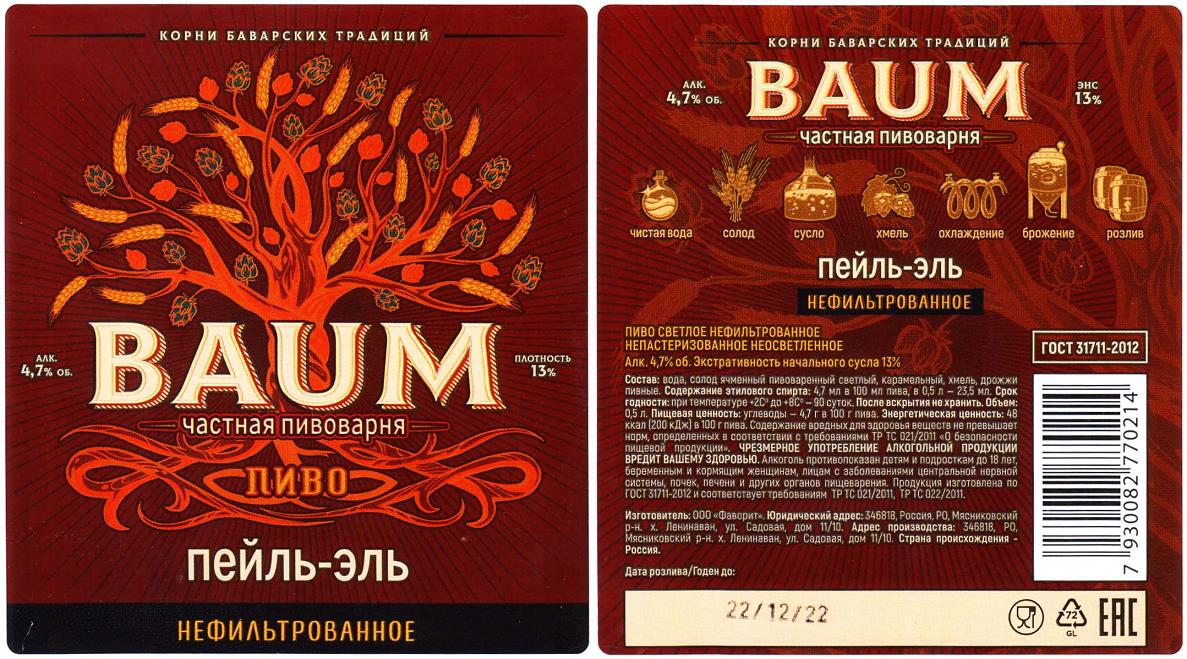 КОРНИ БАВАРСКИХ ТРАДИЦИЙ
АЛК.
4,7% ОБ.
BAUM
ПЛОТНОСТЬ
13%
частная пивоварня
ПИВО
пейль-эль
НЕФИЛЬТРОВАННОЕ
КОРНИ БАВАРСКИХ ТРАДИЦИЙ
АЛК.
4,7% ОБ.
BAUM
ЭНС
13%
частная пивоварня
чистая вода солод сусло хмель охлаждение брожение розлив
пейль-эль
НЕФИЛЬТРОВАННОЕ
ПИВО СВЕТЛОЕ НЕФИЛЬТРОВАННОЕ
НЕПАСТЕРИЗОВАННОЕ НЕОСВЕТЛЕННОЕ
Алк. 4,7% об. Экстративность начального сусла 13%
ГОСТ 31711-2012
Состав: вода, солод ячменный пивоваренный светлый, карамельный, хмель, дрожжи
пивные. Содержание этилового спирта: 4,7 мл в 100 мл пива, в 0,5 л – 23,5 мл. Срок
годности: при температуре +2С° до +8С° – 90 суток. После вскрытия не хранить. Объем:
0,5 л. Пищевая ценность: углеводы – 4,7 г в 100 г пива. Энергетическая ценность: 48
ккал (200 кДж) в 100 г пива. Содержание вредных для здоровья веществ не превышает
норм, определенных в соответствии с требованиями ТР ТС 021/2011 «О безопасности
пищевой продукции». ЧРЕЗМЕРНОЕ УПОТРЕБЛЕНИЕ АЛКОГОЛЬНОЙ ПРОДУКЦИИ
ВРЕДИТ ВАШЕМУ ЗДОРОВЬЮ. Алкоголь противопоказан детям и подросткам до 18 лет,
беременным и кормящим женщинам, лицам с заболеваниями центральной нервной
системы, почек, печени и других органов пищеварения. Продукция изготовлена по
ГОСТ 31711-2012 и соответствует требованиям ТР ТС 021/2011, ТР ТС 022/2011.
Изготовитель: ООО «Фаворит». Юридический адрес: 346818, Россия, РО, Мясниковский
р-н. х. Ленинаван, ул. Садовая, дом 11/10. Адрес производства: 346818, РО,
Мясниковский р-н. х. Ленинаван, ул. Садовая, дом 11/10. Страна происхождения -
Россия.
7 930082 770214
Дата розлива/Годен до:
22/12/22
72
GL
EAC